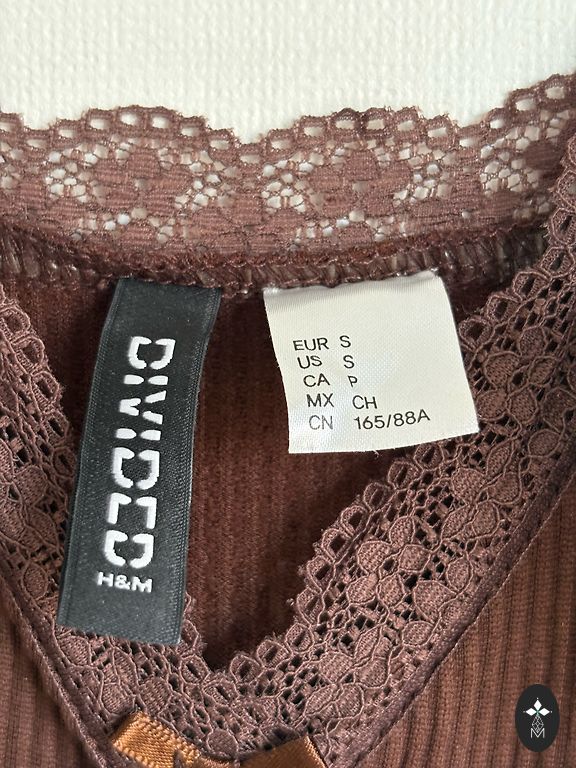 DIVIDED
H&M
EUR S
US S
CA P
MX CH
CN 165/88A